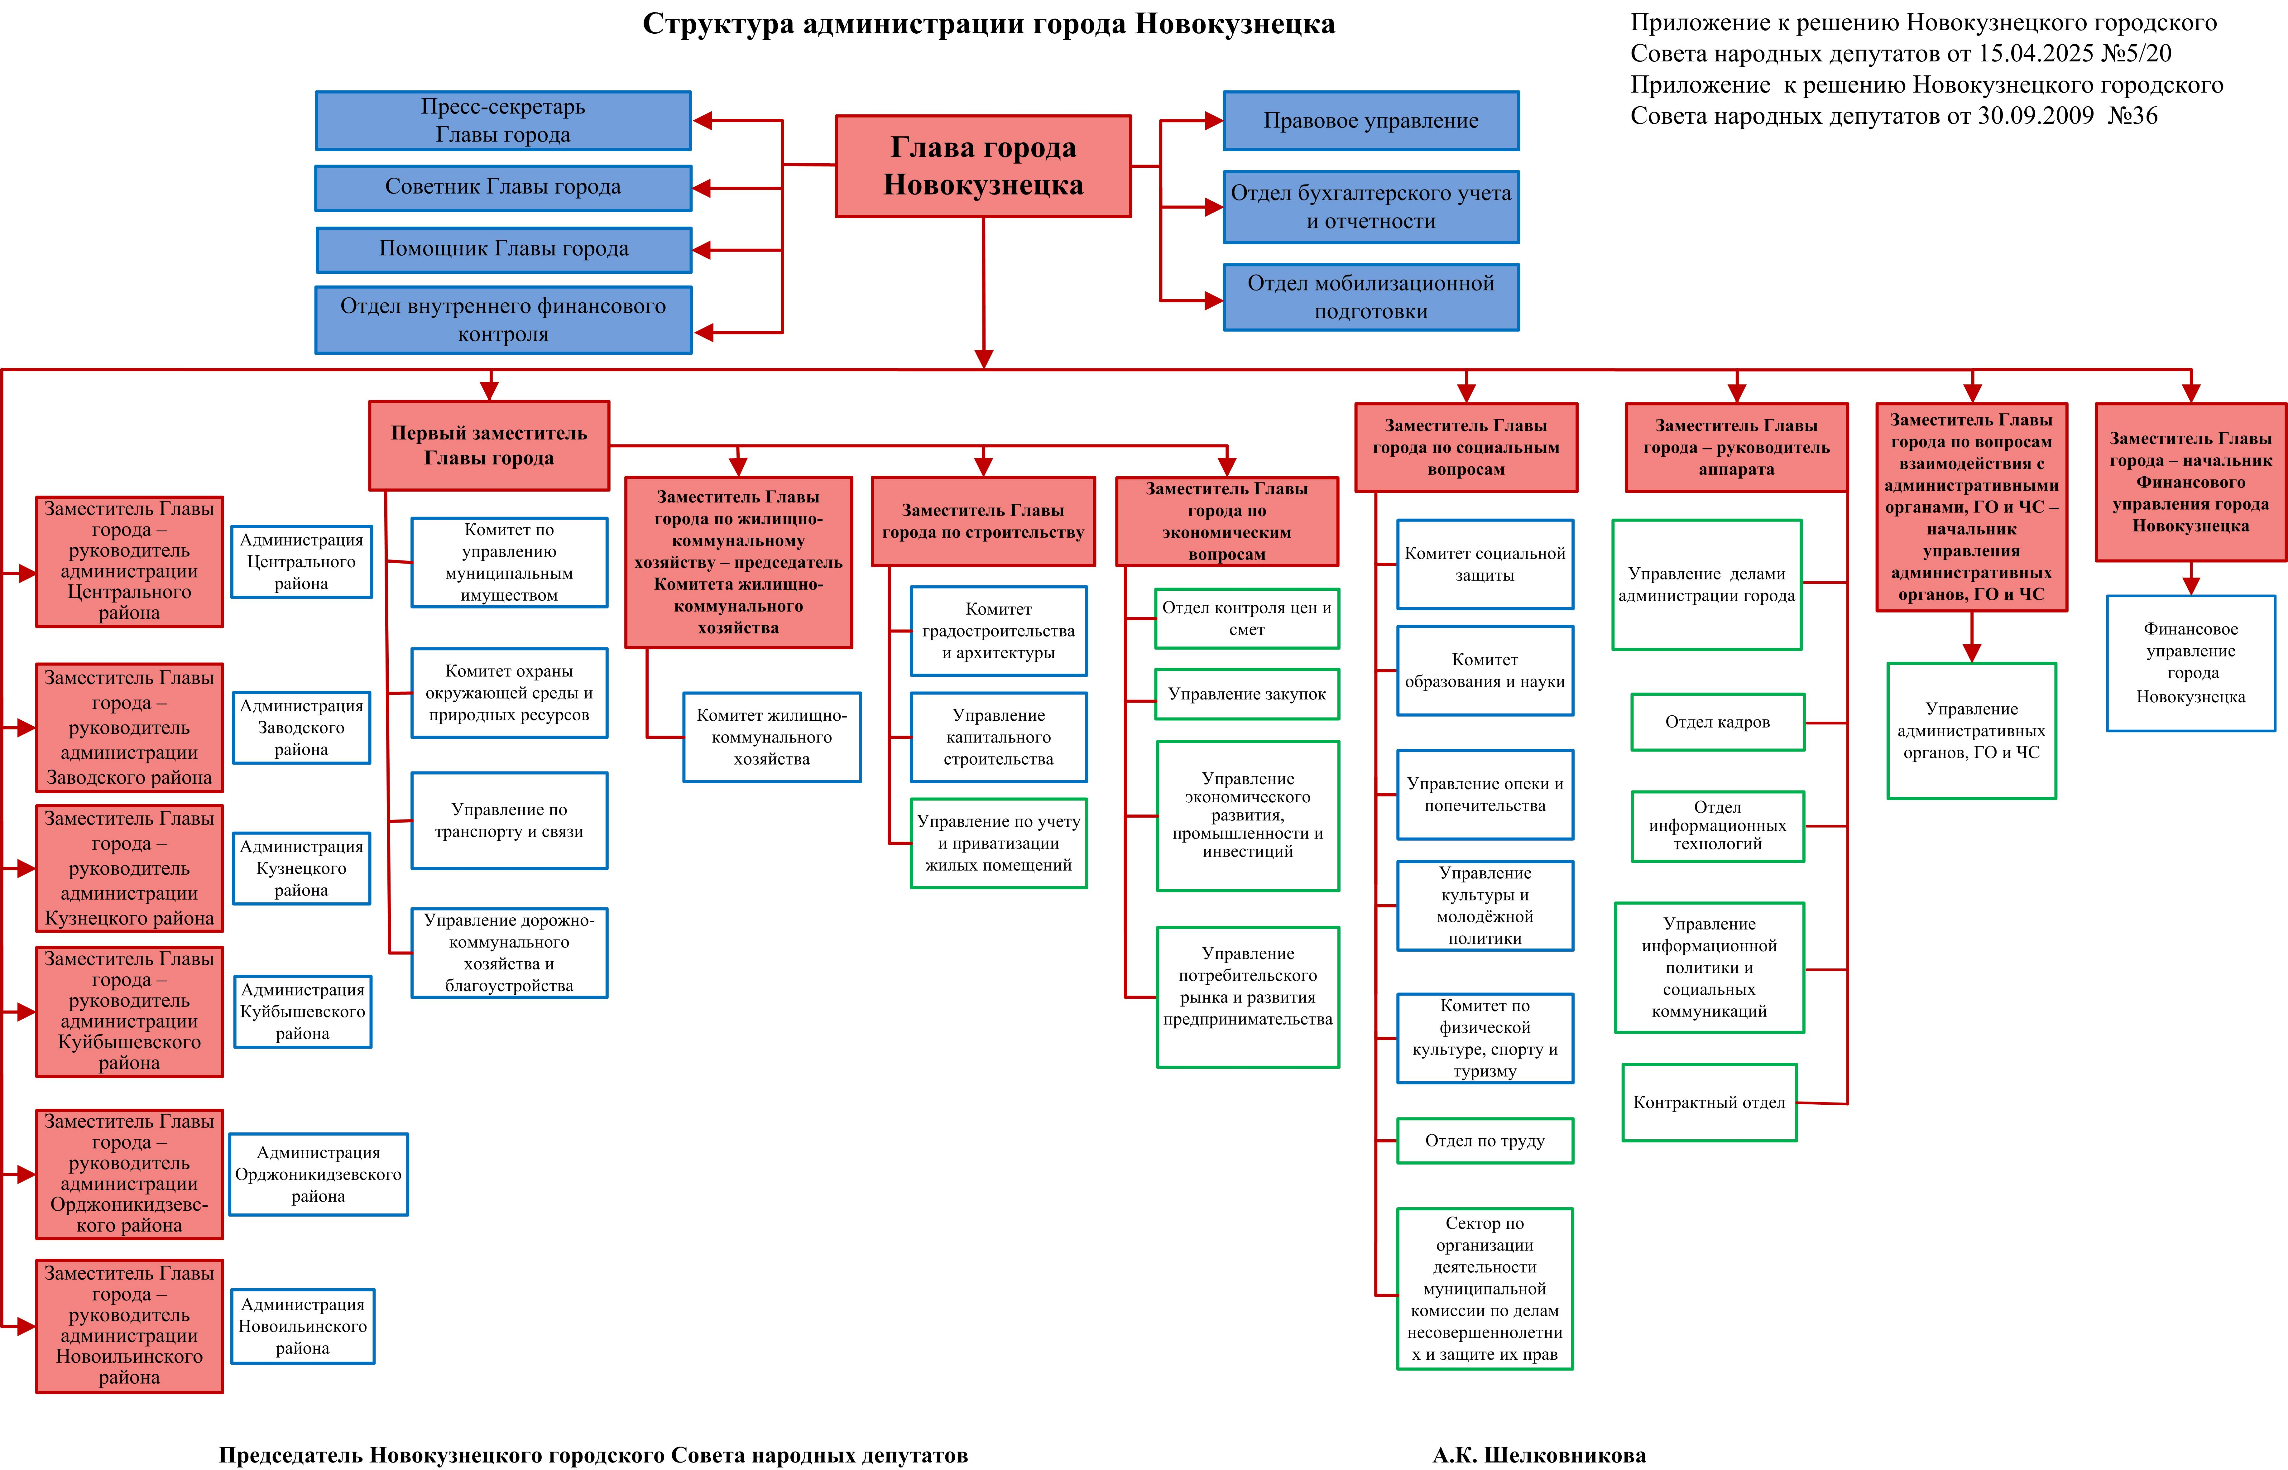 Структура администрации города Новокузнецка
Приложение к решению Новокузнецкого городского
Совета народных депутатов от 15.04.2025 №5/20
Приложение к решению Новокузнецкого городского
Совета народных депутатов от 30.09.2009 №36
Пресс-секретарь
Главы города
Советник Главы города
Помощник Главы города
Отдел внутреннего финансового
контроля
Глава города
Новокузнецка
Правовое управление
Отдел бухгалтерского учета
и отчетности
Отдел мобилизационной
подготовки
Заместитель Главы
города –
руководитель
администрации
Центрального
района
Администрация
Центрального
района
Заместитель Главы
города –
руководитель
администрации
Заводского района
Администрация
Заводского
района
Заместитель Главы
города –
руководитель
администрации
Кузнецкого района
Администрация
Кузнецкого
района
Заместитель Главы
города –
руководитель
администрации
Куйбышевского
района
Администрация
Куйбышевского
района
Заместитель Главы
города –
руководитель
администрации
Орджоникидзевс-
кого района
Администрация
Орджоникидзевского
района
Заместитель Главы
города –
руководитель
администрации
Новоильинского
района
Администрация
Новоильинского
района
Первый заместитель
Главы города
Комитет по
управлению
муниципальным
имуществом
Комитет охраны
окружающей среды и
природных ресурсов
Управление по
транспорту и связи
Управление дорожно-
коммунального
хозяйства и
благоустройства
Заместитель Главы
города по жилищно-
коммунальному
хозяйству – председатель
Комитета жилищно-
коммунального
хозяйства
Комитет жилищно-
коммунального
хозяйства
Заместитель Главы
города по строительству
Комитет
градостроительства
и архитектуры
Управление
капитального
строительства
Управление по учету
и приватизации
жилых помещений
Заместитель Главы
города по
экономическим
вопросам
Отдел контроля цен и
смет
Управление закупок
Управление
экономического
развития,
промышленности и
инвестиций
Управление
потребительского
рынка и развития
предпринимательства
Заместитель Главы
города по социальным
вопросам
Комитет социальной
защиты
Комитет
образования и науки
Управление опеки и
попечительства
Управление
культуры и
молодёжной
политики
Комитет по
физической
культуре, спорту и
туризму
Отдел по труду
Сектор по
организации
деятельности
муниципальной
комиссии по делам
несовершеннолетни
х и защите их прав
Заместитель Главы
города – руководитель
аппарата
Управление делами
администрации города
Отдел кадров
Отдел
информационных
технологий
Управление
информационной
политики и
социальных
коммуникаций
Контрактный отдел
Заместитель Главы
города по вопросам
взаимодействия с
административными
органами, ГО и ЧС –
начальник
управления
административных
органов, ГО и ЧС
Управление
административных
органов, ГО и ЧС
Заместитель Главы
города – начальник
Финансового
управления города
Новокузнецка
Финансовое
управление
города
Новокузнецка
Председатель Новокузнецкого городского Совета народных депутатов
А.К. Шелковникова